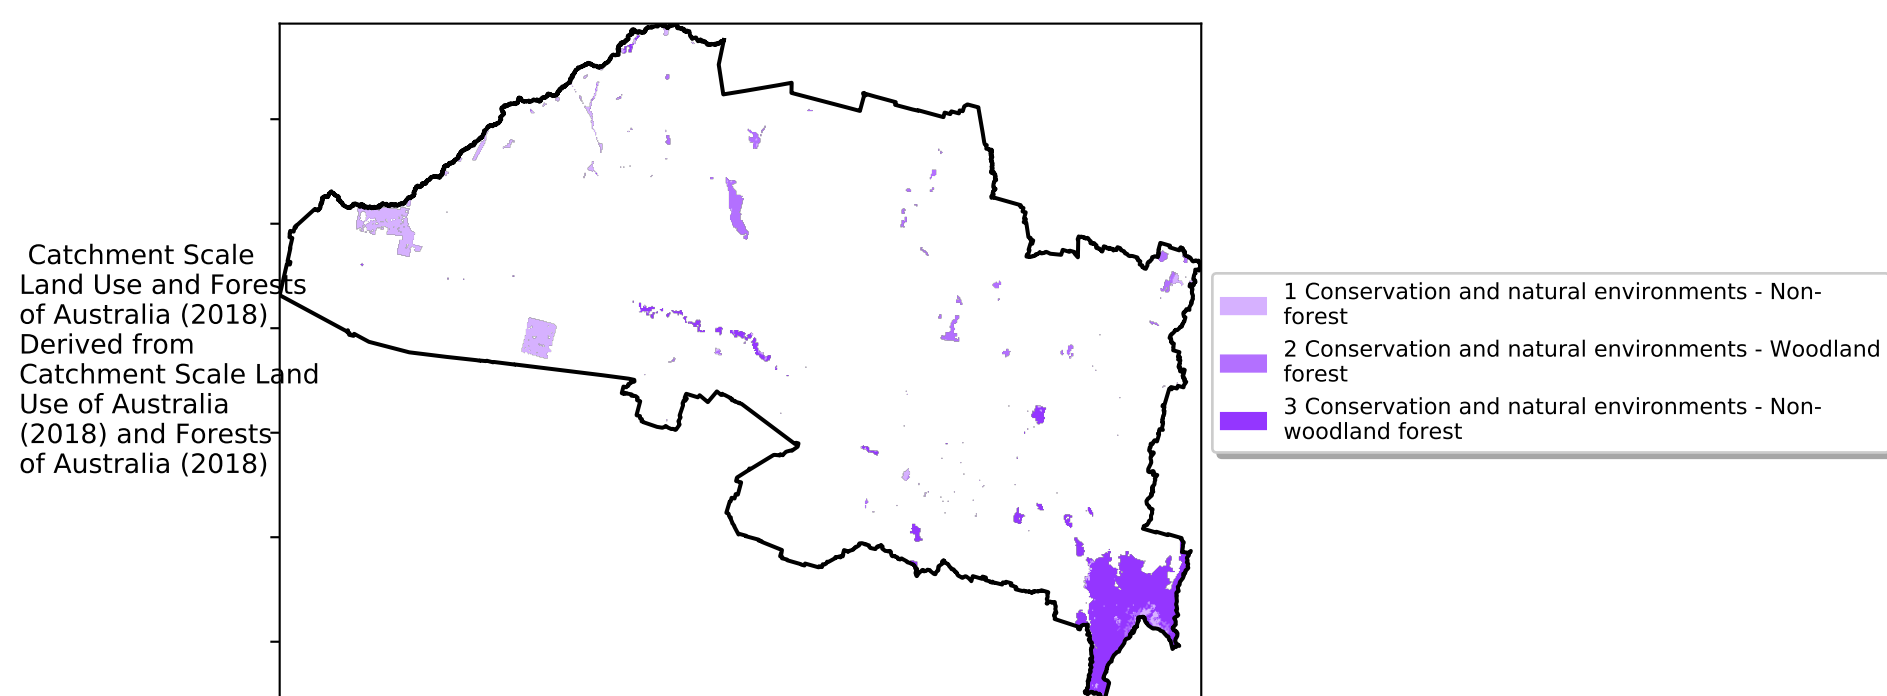 Catchment Scale
Land Use and Forests
of Australia (2018)
Derived from
Catchment Scale Land
Use of Australia
(2018) and Forests
of Australia (2018)
1 Conservation and natural environments - Non-
forest
2 Conservation and natural environments - Woodland
forest
3 Conservation and natural environments - Non-
woodland forest